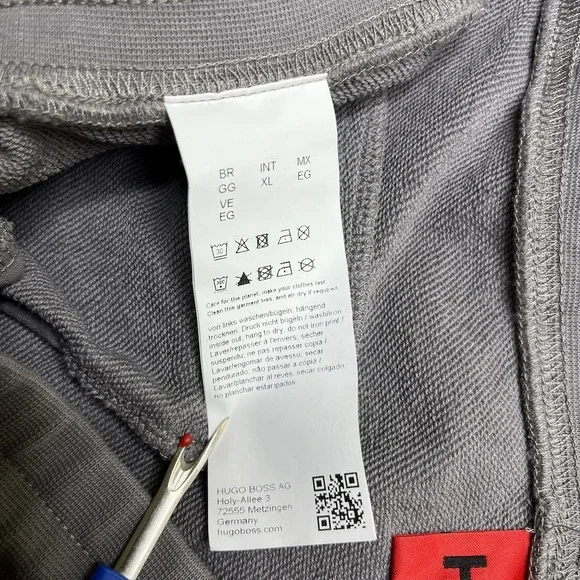 BR INT MX
GG XL EG
VE
EG
Care for the planet, make your clothes last
Clean this garment less, and air dry if required.
von links waschen/bügeln, hängend
trocknen. Druck nicht bügeln / wash/iron
inside out, hang to dry, do not iron print /
Laver/repasser à l'envers, sécher
suspendu, ne pas repasser copia /
Lavar/engomar de avesso, secar
pendurado, não passar a copia /
Lavar/planchar al revés, secar colgado,
no planchar estampados
HUGO BOSS AG
Holy-Allee 3
72555 Metzingen
Germany
hugoboss.com